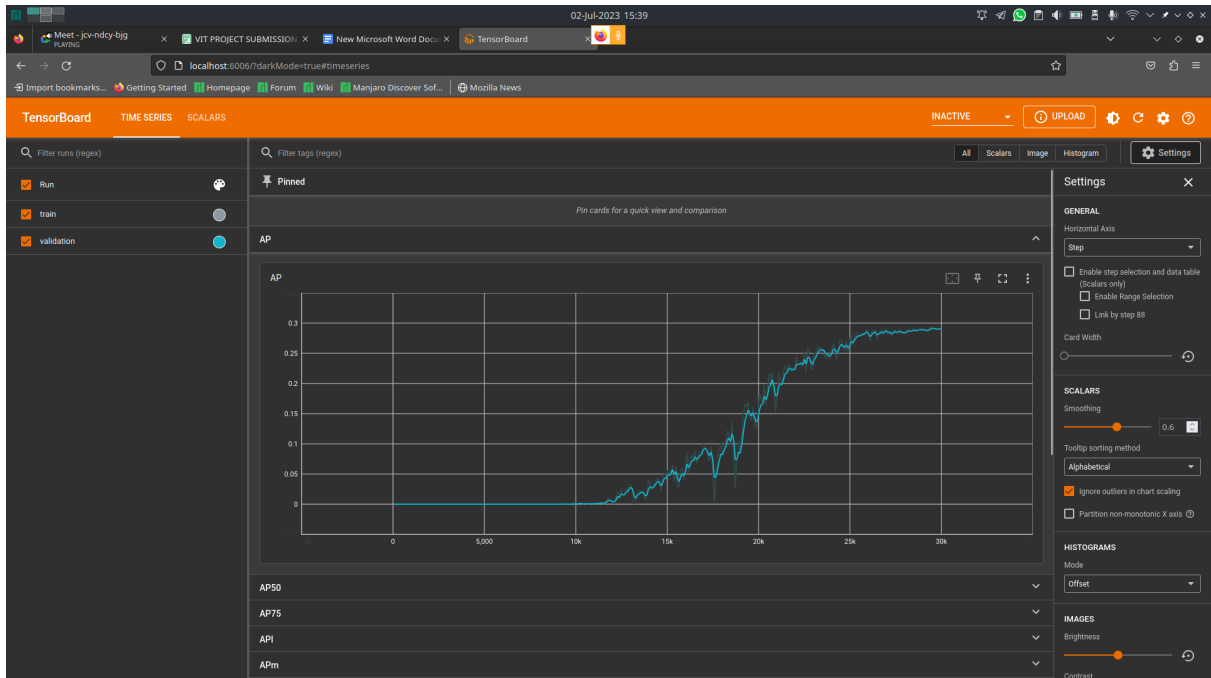 02-Jul-2023 15:39
Meet - jcv-ndcy-bjg
PLAYING
VIT PROJECT SUBMISSION
New Microsoft Word Docu
TensorBoard
localhost:6006/?darkMode=true#timeseries
Import bookmarks... Getting Started Homepage Forum Wiki Manjaro Discover Sof... Mozilla News
TensorBoard TIME SERIES SCALARS INACTIVE UPLOAD
Filter runs (regex)
Filter tags (regex)
All Scalars Image Histogram
Settings
Run
train
validation
Pinned
Pin cards for a quick view and comparison
AP
AP
0.3
0.25
0.2
0.15
0.1
0.05
0
0 5,000 10k 15k 20k 25k 30k
AP50
AP75
API
APm
Settings
GENERAL
Horizontal Axis
Step
Enable step selection and data table
(Scalars only)
Enable Range Selection
Link by step 88
Card Width
SCALARS
Smoothing
0.6
Tooltip sorting method
Alphabetical
Ignore outliers in chart scaling
Partition non-monotonic X axis
HISTOGRAMS
Mode
Offset
IMAGES
Brightness
Contrast